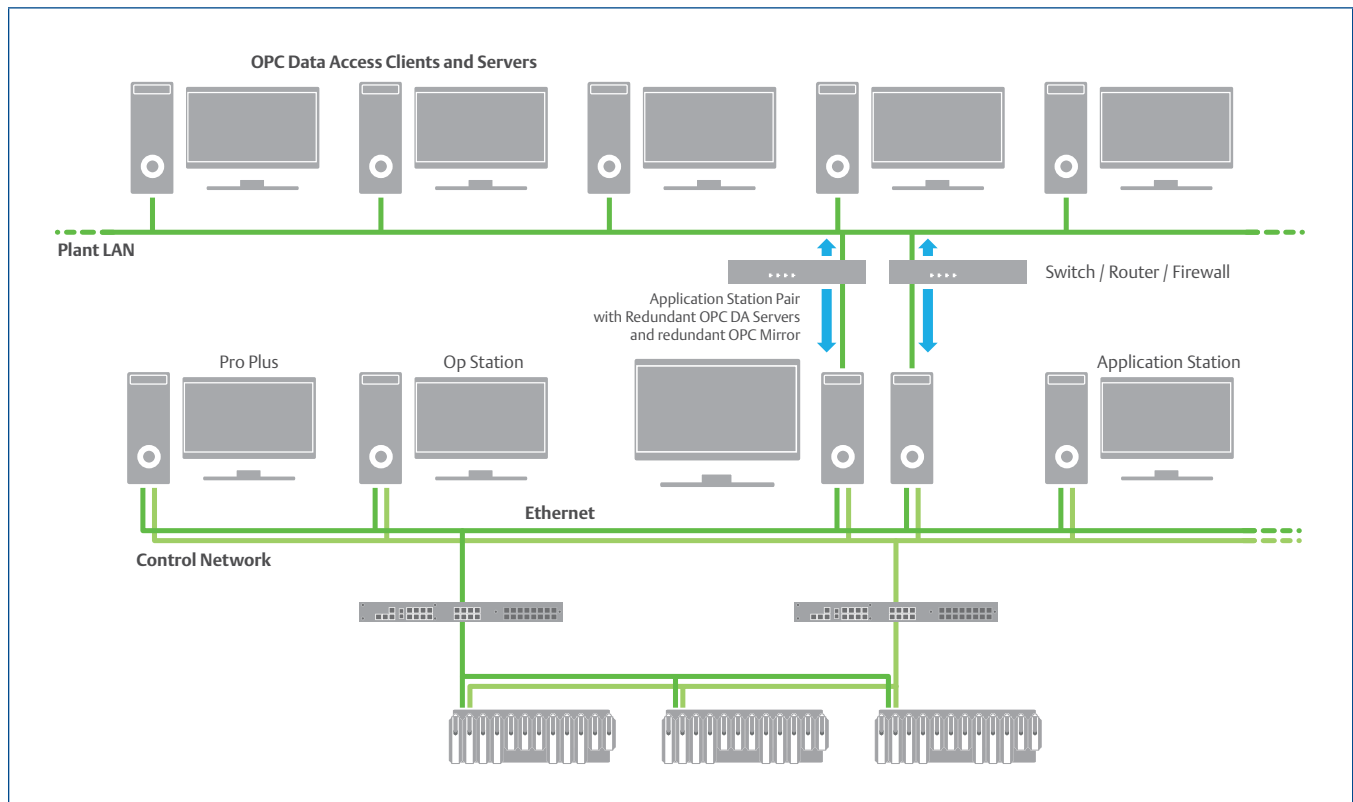 OPC Data Access Clients and Servers
Plant LAN
Switch / Router / Firewall
Application Station Pair
with Redundant OPC DA Servers
and redundant OPC Mirror
Pro Plus
Op Station
Application Station
Ethernet
Control Network